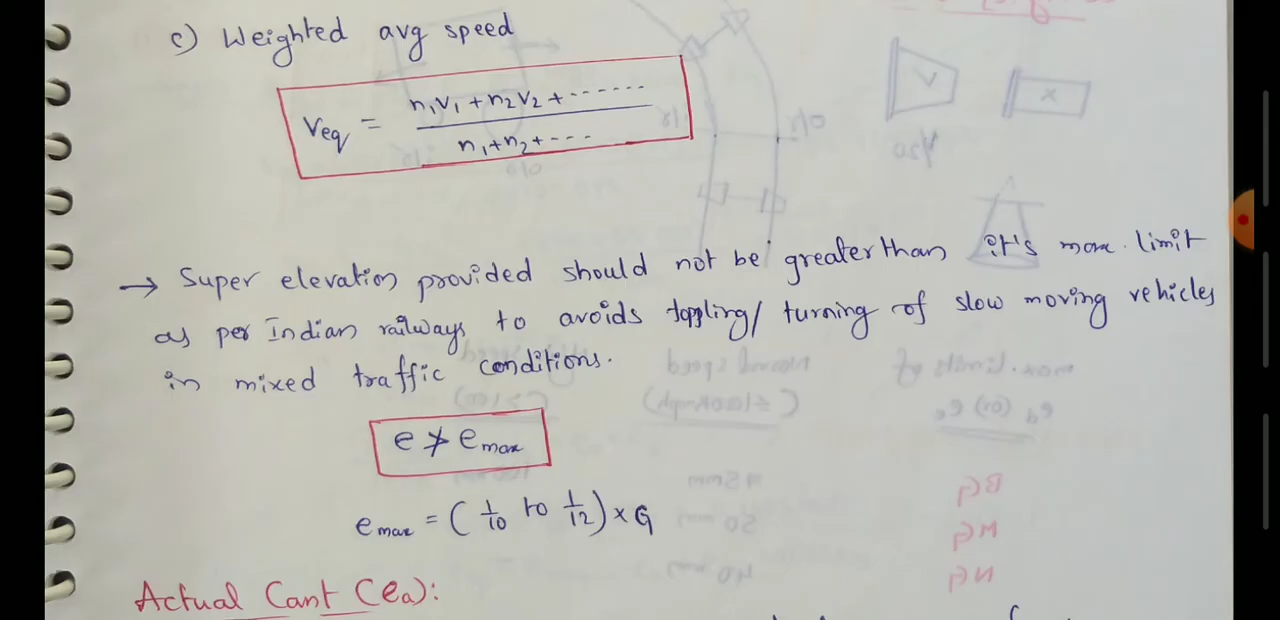 c) Weighted avg speed
Veq = n₁v₁ + n₂v₂ + ------ / n₁+n₂+---
→ Super elevation provided should not be greater than it's max. limit
as per Indian railways to avoids toppling/ turning of slow moving vehicles
in mixed traffic conditions.
e ≯ emax
emax = (1/10 to 1/12) × G
Actual Cant (ea):